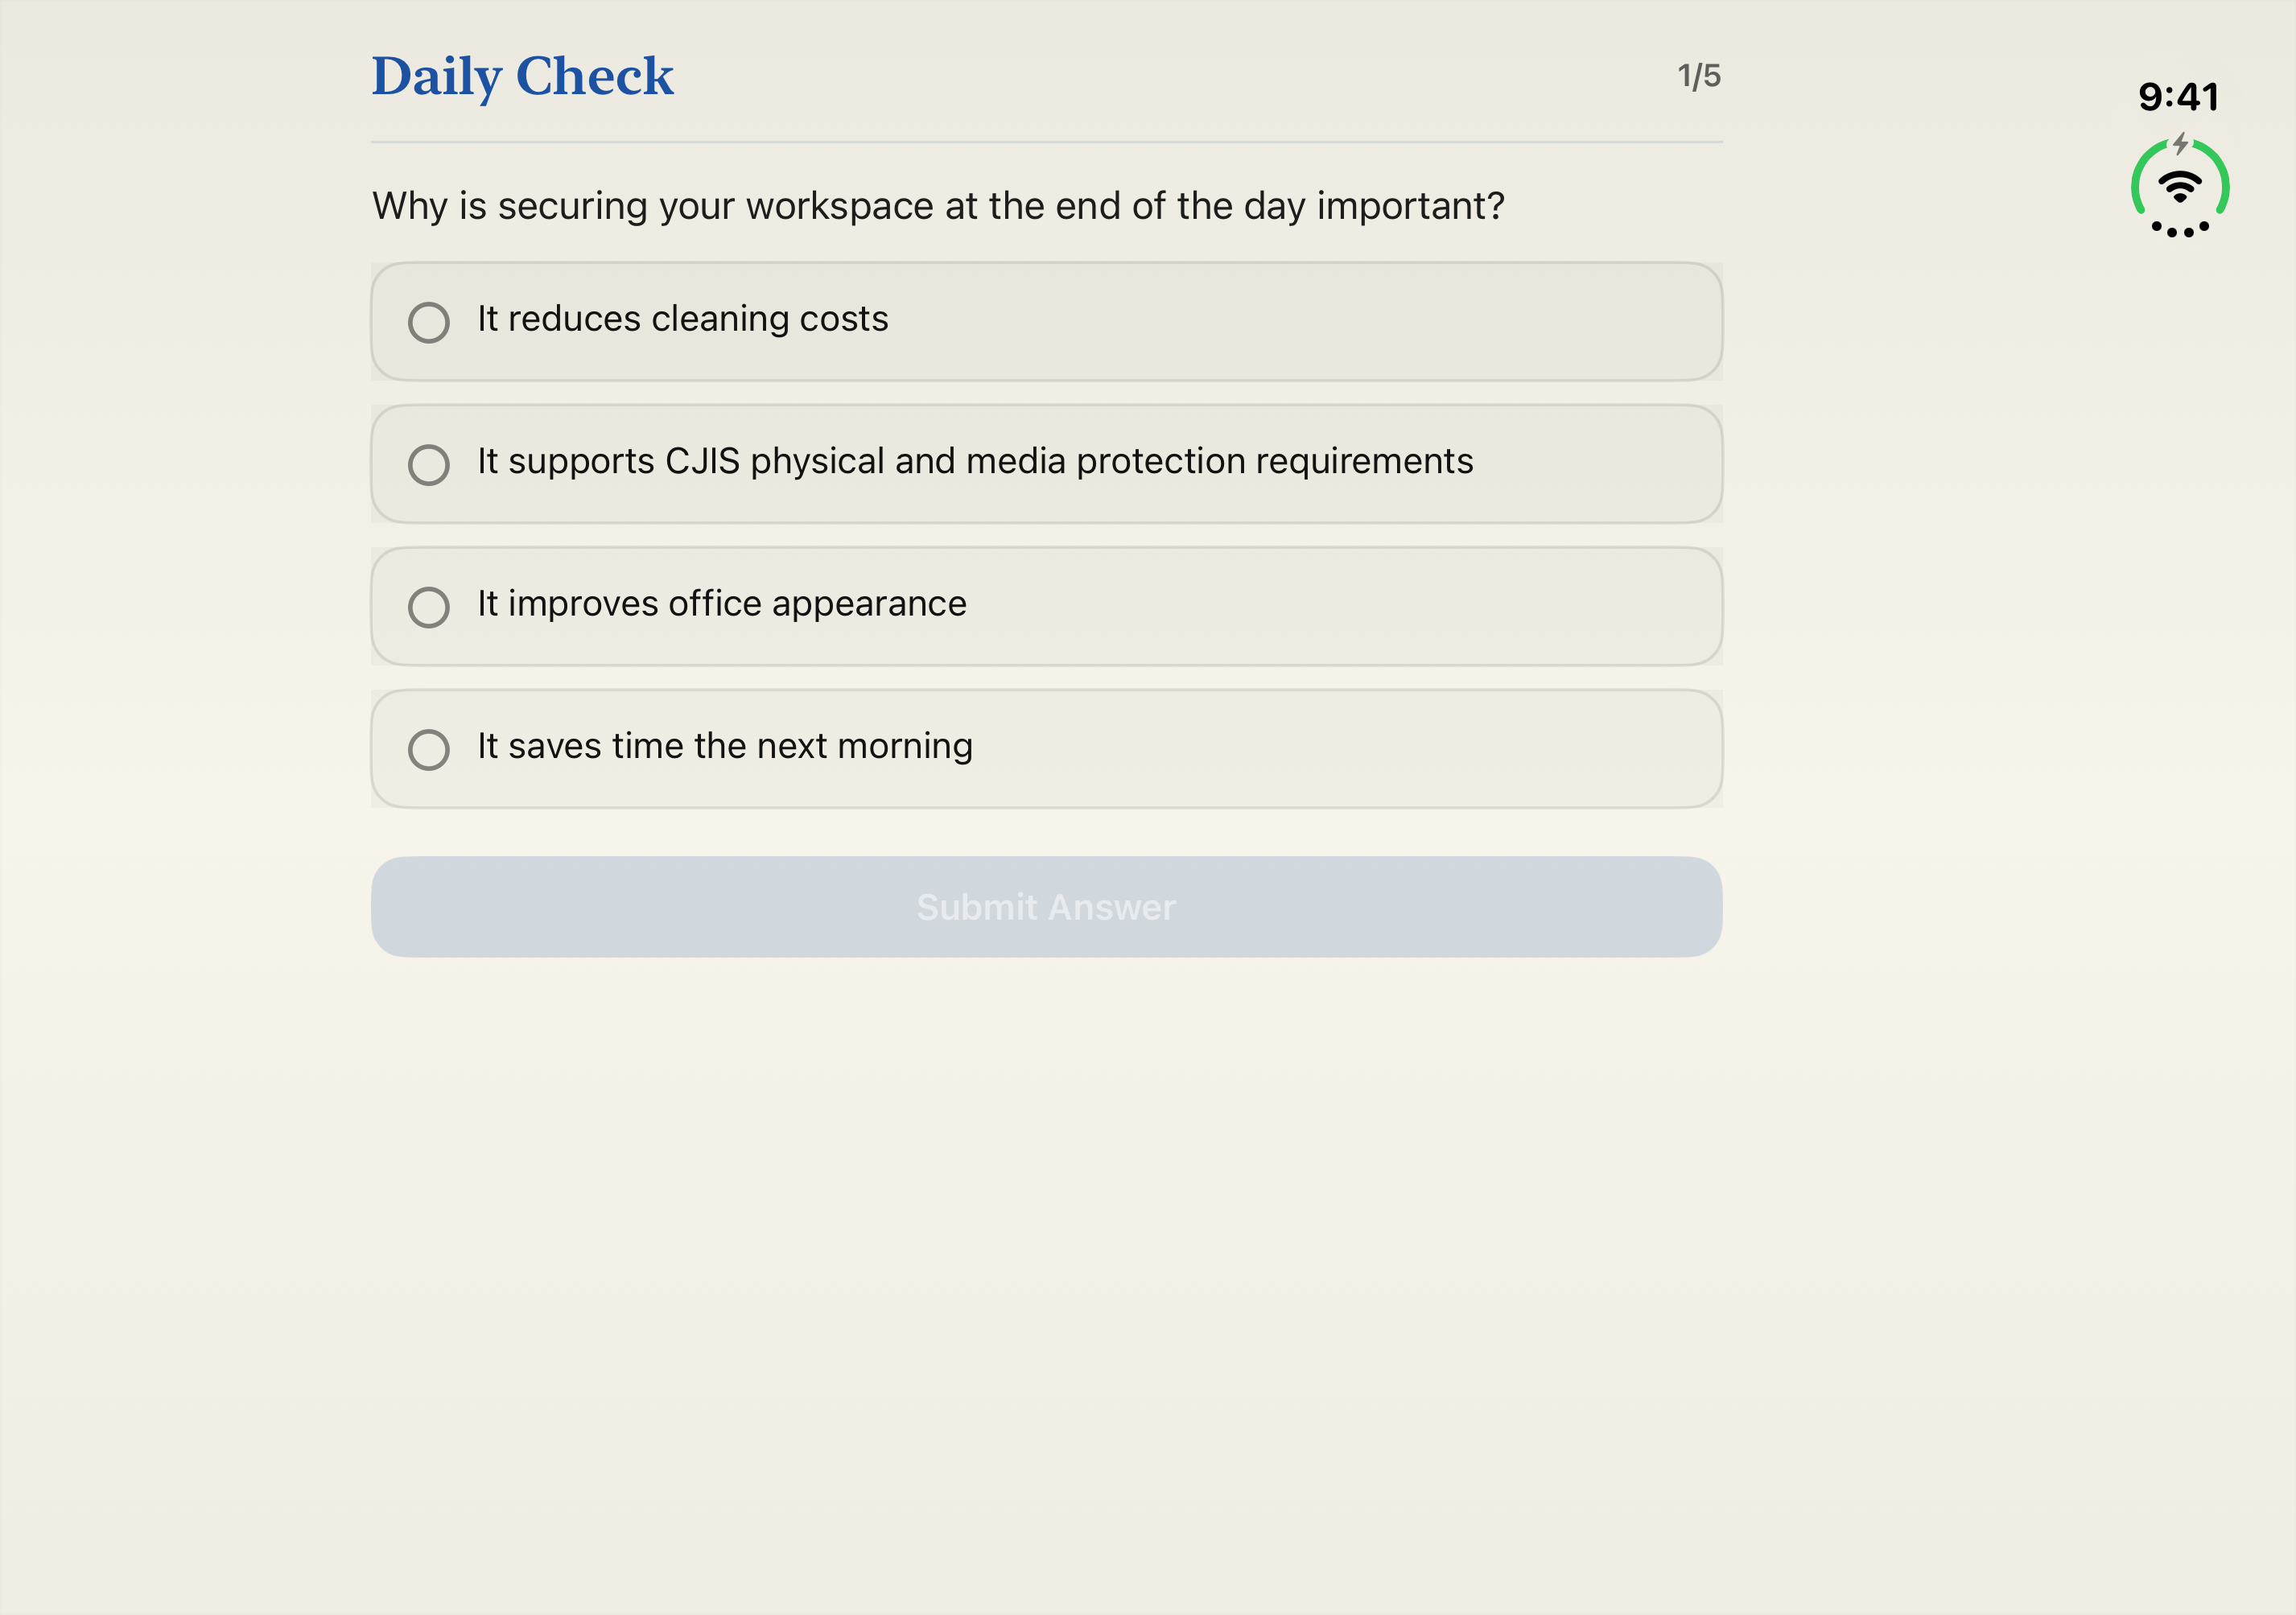 Daily Check
1/5
9:41
Why is securing your workspace at the end of the day important?
It reduces cleaning costs
It supports CJIS physical and media protection requirements
It improves office appearance
It saves time the next morning
Submit Answer